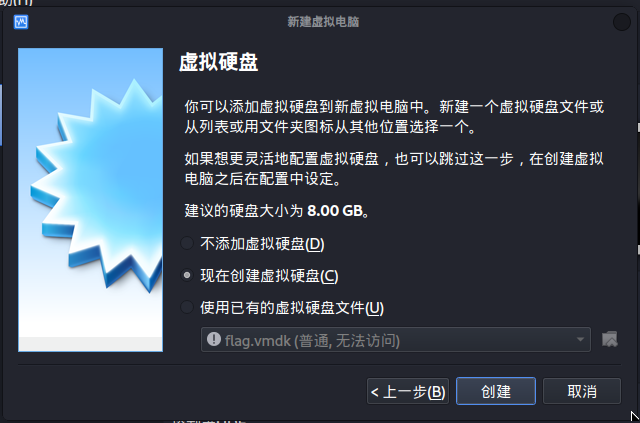 助(H)
新建虚拟电脑
虚拟硬盘
你可以添加虚拟硬盘到新虚拟电脑中。新建一个虚拟硬盘文件或
从列表或用文件夹图标从其他位置选择一个。
如果想更灵活地配置虚拟硬盘，也可以跳过这一步，在创建虚拟
电脑之后在配置中设定。
建议的硬盘大小为 8.00 GB。
不添加虚拟硬盘(D)
现在创建虚拟硬盘(C)
使用已有的虚拟硬盘文件(U)
flag.vmdk (普通, 无法访问)
< 上一步(B)
创建
取消